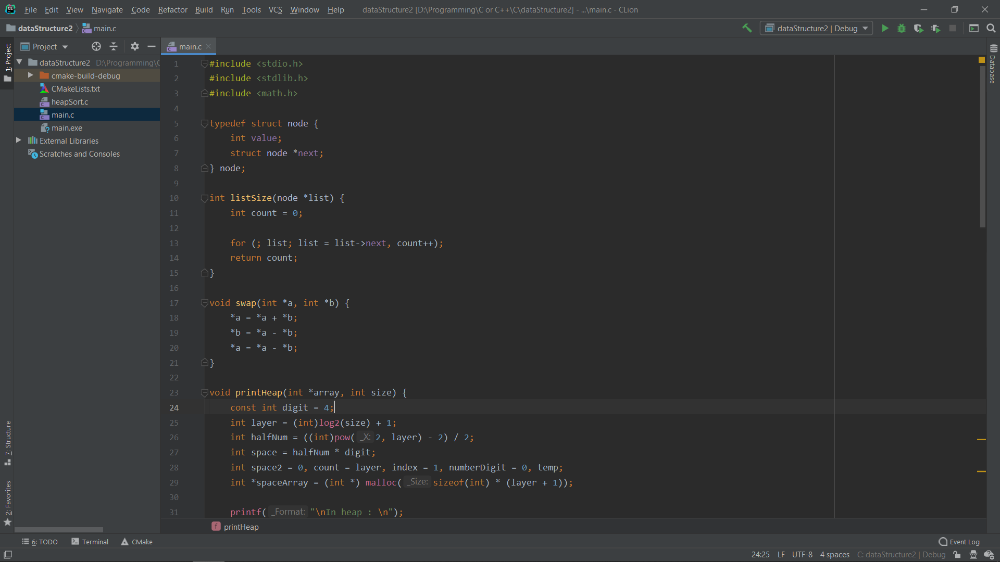 File Edit View Navigate Code Refactor Build Run Tools VCS Window Help dataStructure2 [D:\Programming\C or C++\C\dataStructure2] - ...\main.c - CLion
dataStructure2 main.c dataStructure2 | Debug
Project main.c
1: Project
Database
dataStructure2 D:\Programming\C
cmake-build-debug
CMakeLists.txt
heapSort.c
main.c
main.exe
External Libraries
Scratches and Consoles
7: Structure
2: Favorites
1 #include <stdio.h>
2 #include <stdlib.h>
3 #include <math.h>
4
5 typedef struct node {
6     int value;
7     struct node *next;
8 } node;
9
10 int listSize(node *list) {
11     int count = 0;
12
13     for (; list; list = list->next, count++);
14     return count;
15 }
16
17 void swap(int *a, int *b) {
18     *a = *a + *b;
19     *b = *a - *b;
20     *a = *a - *b;
21 }
22
23 void printHeap(int *array, int size) {
24     const int digit = 4;
25     int layer = (int)log2(size) + 1;
26     int halfNum = ((int)pow( _X: 2, layer) - 2) / 2;
27     int space = halfNum * digit;
28     int space2 = 0, count = layer, index = 1, numberDigit = 0, temp;
29     int *spaceArray = (int *) malloc( _Size: sizeof(int) * (layer + 1));
30
31     printf( _Format: "\nIn heap : \n");
f printHeap
6: TODO Terminal CMake Event Log
24:25 LF UTF-8 4 spaces C: dataStructure2 | Debug